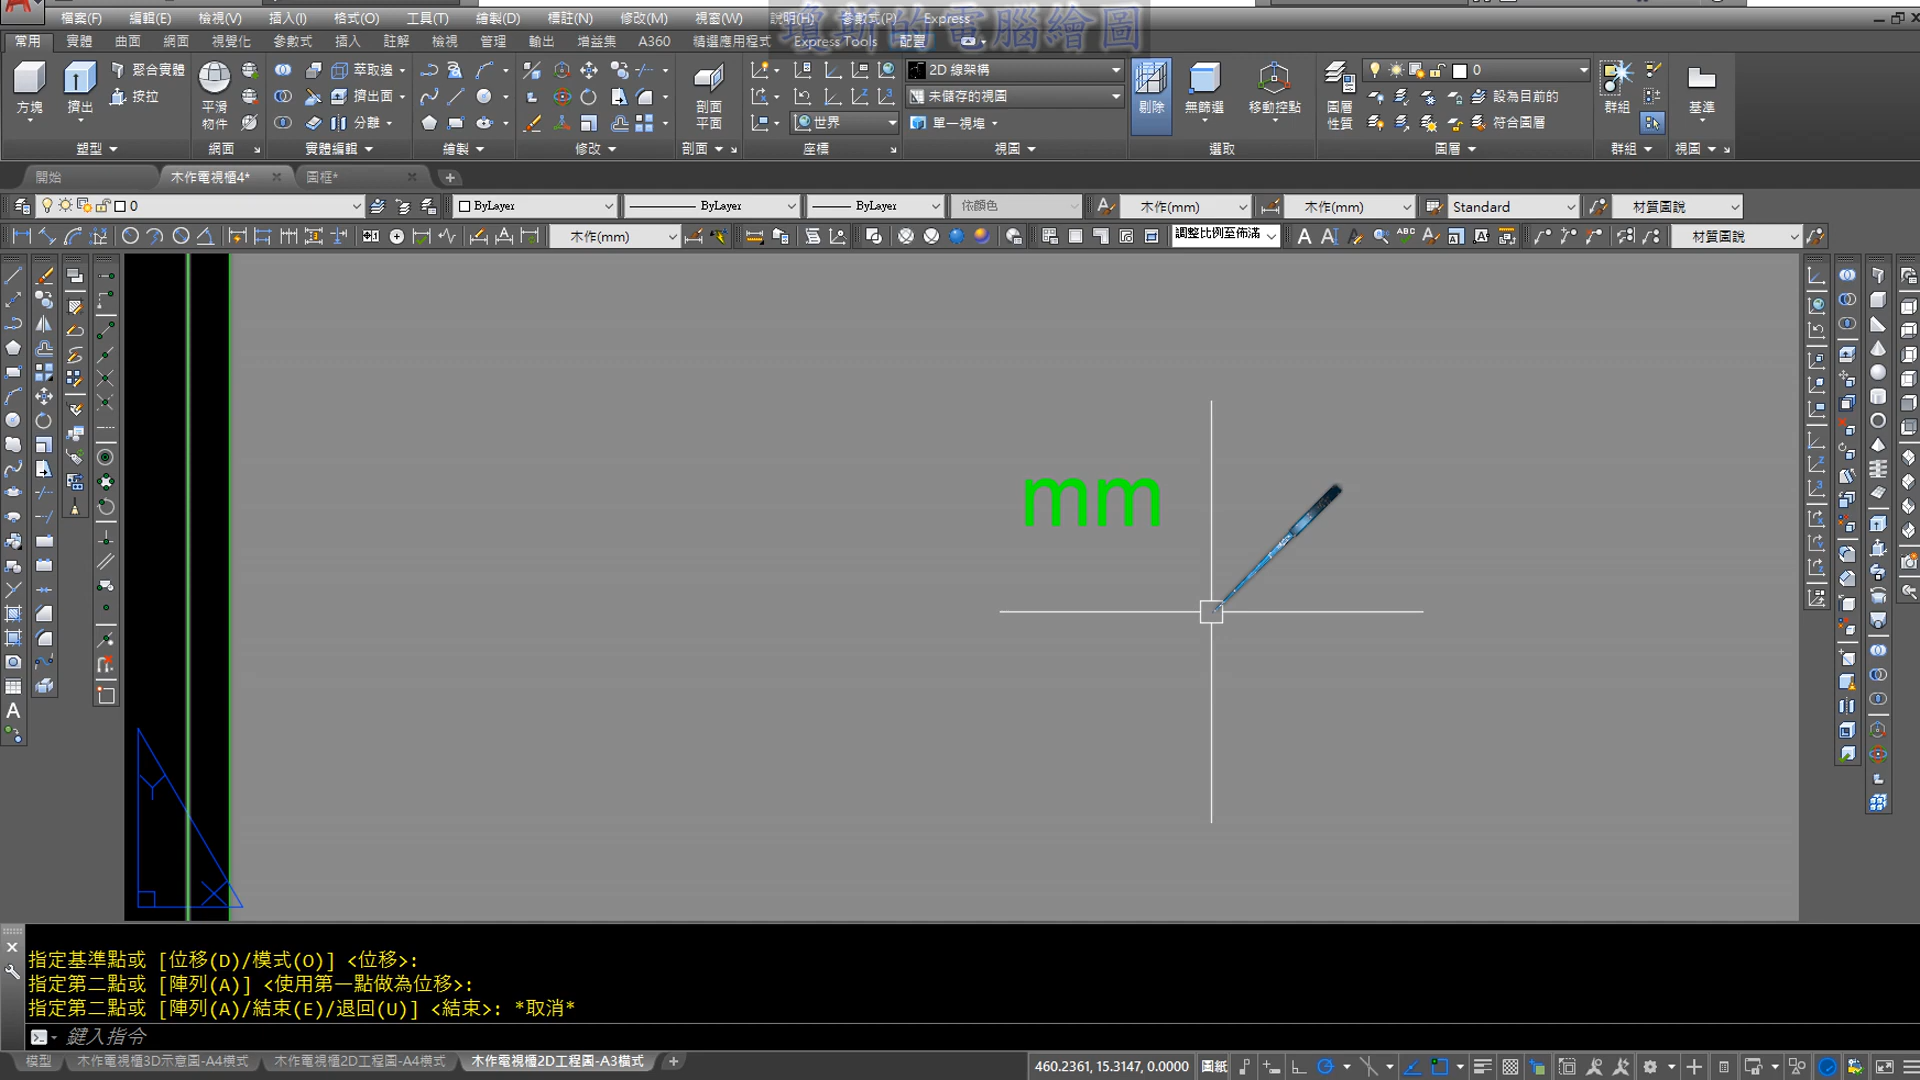 檔案(F) 編輯(E) 檢視(V) 插入(I) 格式(O) 工具(T) 繪製(D) 標註(N) 修改(M) 視窗(W) 說明(H) 參數式(P) Express
瓊斯的電腦繪圖
常用 實體 曲面 網面 視覺化 參數式 插入 註解 檢視 管理 輸出 增益集 A360 精選應用程式 Express Tools 配置
聚合實體 萃取邊 2D 線架構 0
方塊 擠出 按拉 平滑物件 擠出面 剖面平面 未儲存的視圖 剔除 無篩選 移動控點 圖層性質 設為目前的 群組 基準
分離 世界 單一視埠 符合圖層
塑型 網面 實體編輯 繪製 修改 剖面 座標 視圖 選取 圖層 群組 視圖
開始 木作電視櫃4* 圖框*
0 ByLayer ByLayer ByLayer 依顏色 木作(mm) 木作(mm) Standard 材質圖說
木作(mm) 調整比例至佈滿 材質圖說
mm
Y
X
指定基準點或 [位移(D)/模式(O)] <位移>:
指定第二點或 [陣列(A)] <使用第一點做為位移>:
指定第二點或 [陣列(A)/結束(E)/退回(U)] <結束>: *取消*
鍵入指令
模型 木作電視櫃3D示意圖-A4橫式 木作電視櫃2D工程圖-A4橫式 木作電視櫃2D工程圖-A3橫式
460.2361, 15.3147, 0.0000 圖紙